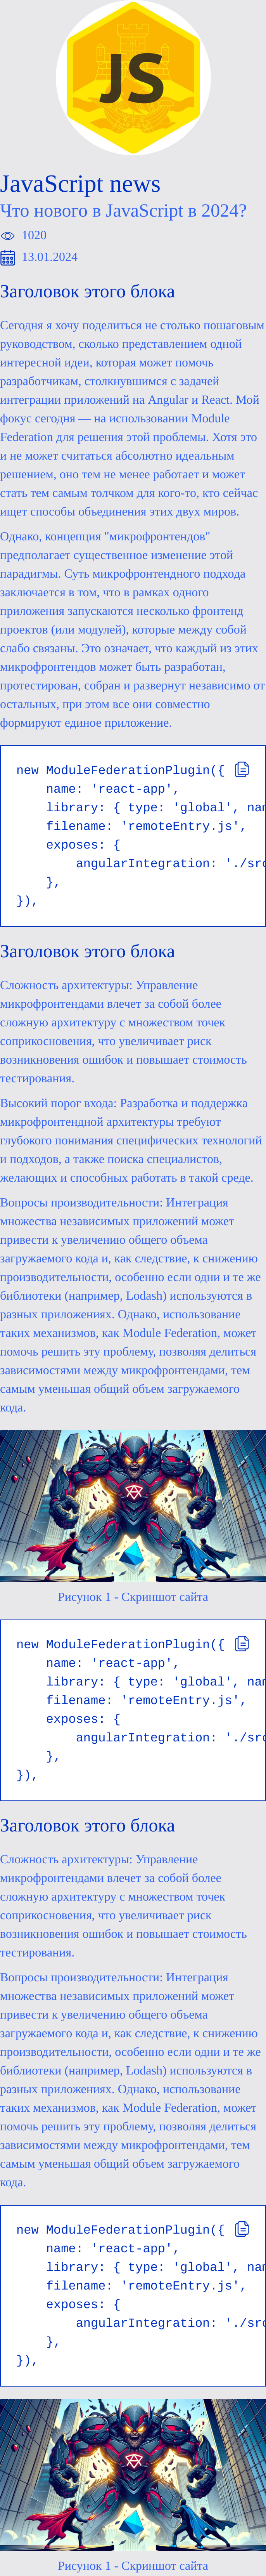 JS
JavaScript news
Что нового в JavaScript в 2024?
1020
13.01.2024
Заголовок этого блока
Сегодня я хочу поделиться не столько пошаговым
руководством, сколько представлением одной
интересной идеи, которая может помочь
разработчикам, столкнувшимся с задачей
интеграции приложений на Angular и React. Мой
фокус сегодня — на использовании Module
Federation для решения этой проблемы. Хотя это
и не может считаться абсолютно идеальным
решением, оно тем не менее работает и может
стать тем самым толчком для кого-то, кто сейчас
ищет способы объединения этих двух миров.
Однако, концепция "микрофронтендов"
предполагает существенное изменение этой
парадигмы. Суть микрофронтендного подхода
заключается в том, что в рамках одного
приложения запускаются несколько фронтенд
проектов (или модулей), которые между собой
слабо связаны. Это означает, что каждый из этих
микрофронтендов может быть разработан,
протестирован, собран и развернут независимо от
остальных, при этом все они совместно
формируют единое приложение.
new ModuleFederationPlugin({
name: 'react-app',
library: { type: 'global', nam
filename: 'remoteEntry.js',
exposes: {
angularIntegration: './src
},
}),
Заголовок этого блока
Сложность архитектуры: Управление
микрофронтендами влечет за собой более
сложную архитектуру с множеством точек
соприкосновения, что увеличивает риск
возникновения ошибок и повышает стоимость
тестирования.
Высокий порог входа: Разработка и поддержка
микрофронтендной архитектуры требуют
глубокого понимания специфических технологий
и подходов, а также поиска специалистов,
желающих и способных работать в такой среде.
Вопросы производительности: Интеграция
множества независимых приложений может
привести к увеличению общего объема
загружаемого кода и, как следствие, к снижению
производительности, особенно если одни и те же
библиотеки (например, Lodash) используются в
разных приложениях. Однако, использование
таких механизмов, как Module Federation, может
помочь решить эту проблему, позволяя делиться
зависимостями между микрофронтендами, тем
самым уменьшая общий объем загружаемого
кода.
Рисунок 1 - Скриншот сайта
new ModuleFederationPlugin({
name: 'react-app',
library: { type: 'global', nam
filename: 'remoteEntry.js',
exposes: {
angularIntegration: './src
},
}),
Заголовок этого блока
Сложность архитектуры: Управление
микрофронтендами влечет за собой более
сложную архитектуру с множеством точек
соприкосновения, что увеличивает риск
возникновения ошибок и повышает стоимость
тестирования.
Вопросы производительности: Интеграция
множества независимых приложений может
привести к увеличению общего объема
загружаемого кода и, как следствие, к снижению
производительности, особенно если одни и те же
библиотеки (например, Lodash) используются в
разных приложениях. Однако, использование
таких механизмов, как Module Federation, может
помочь решить эту проблему, позволяя делиться
зависимостями между микрофронтендами, тем
самым уменьшая общий объем загружаемого
кода.
new ModuleFederationPlugin({
name: 'react-app',
library: { type: 'global', nam
filename: 'remoteEntry.js',
exposes: {
angularIntegration: './src
},
}),
Рисунок 1 - Скриншот сайта